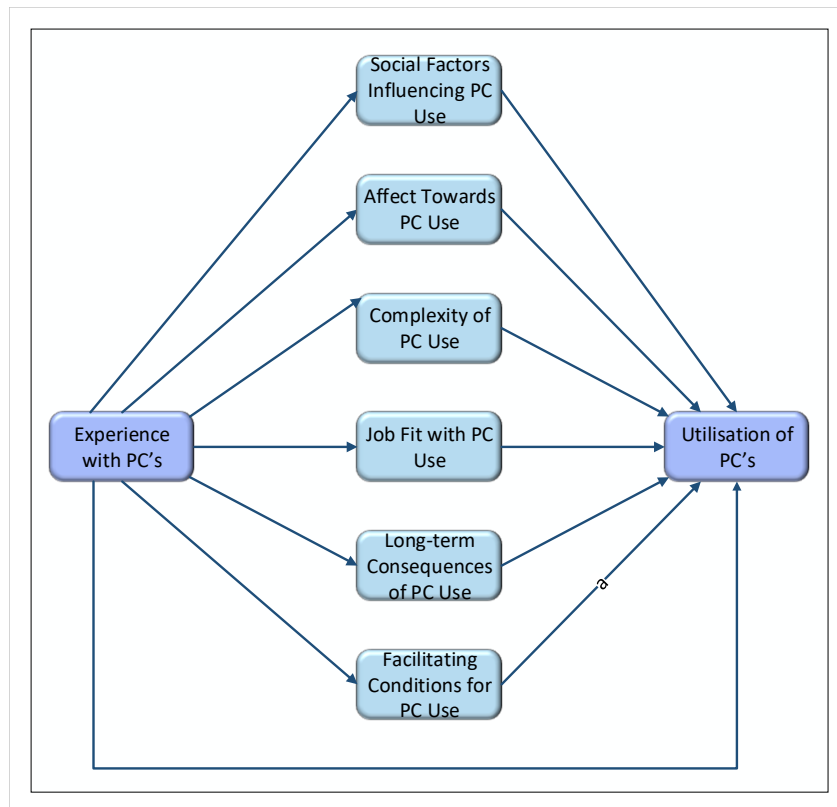 Social Factors
Influencing PC
Use
Affect Towards
PC Use
Complexity of
PC Use
Experience
with PC's
Job Fit with PC
Use
Utilisation of
PC's
Long-term
Consequences
of PC Use
a
Facilitating
Conditions for
PC Use